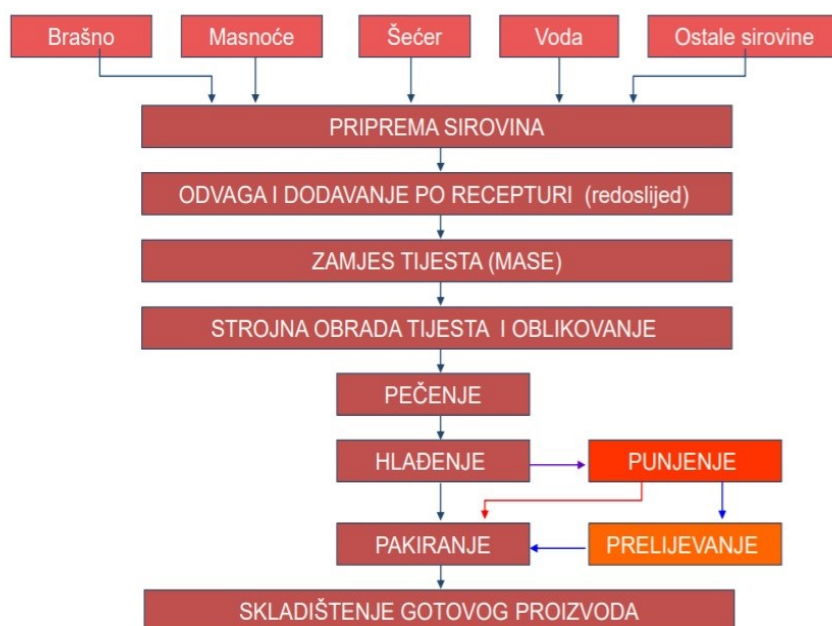 Brašno
Masnoće
Šećer
Voda
Ostale sirovine
PRIPREMA SIROVINA
ODVAGA I DODAVANJE PO RECEPTURI (redoslijed)
ZAMJES TIJESTA (MASE)
STROJNA OBRADA TIJESTA I OBLIKOVANJE
PEČENJE
HLAĐENJE
PUNJENJE
PAKIRANJE
PRELIJEVANJE
SKLADIŠTENJE GOTOVOG PROIZVODA